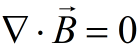 ∇ · B⃗ = 0